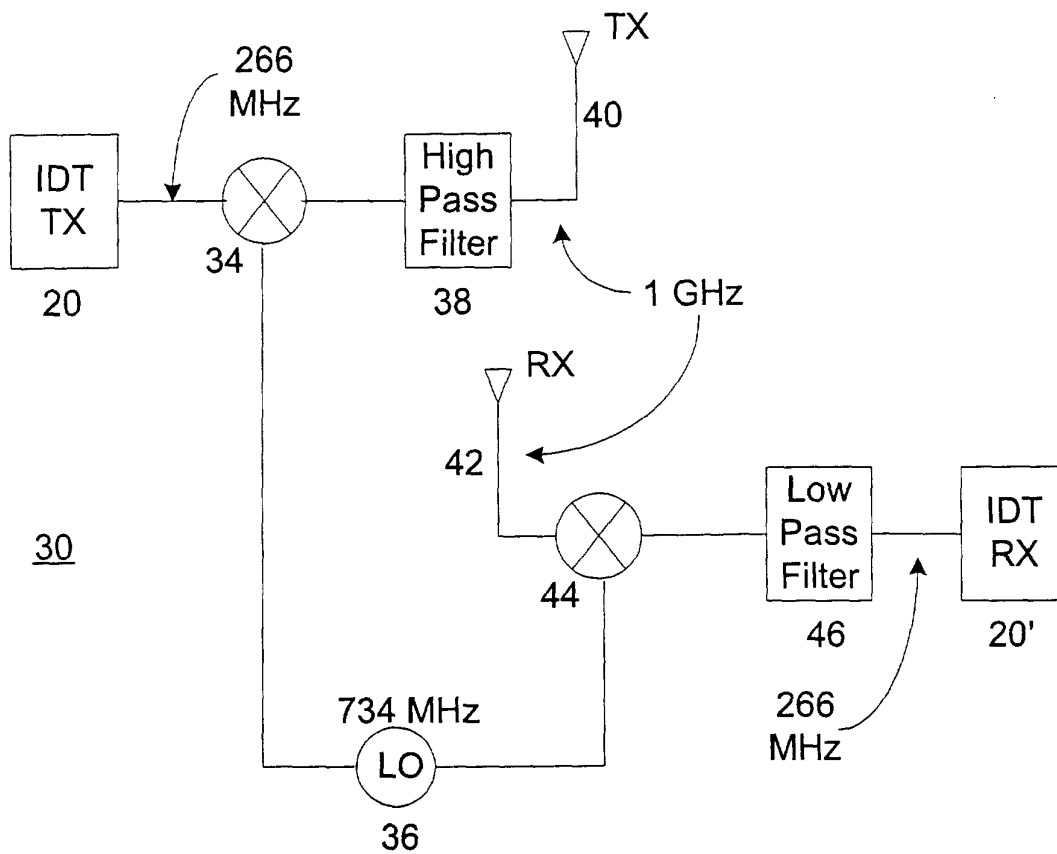 266
MHz
TX
40
IDT
TX
High
Pass
Filter
34
20
38
1 GHz
RX
42
Low
Pass
Filter
IDT
RX
30
44
46
20'
734 MHz
266
MHz
LO
36